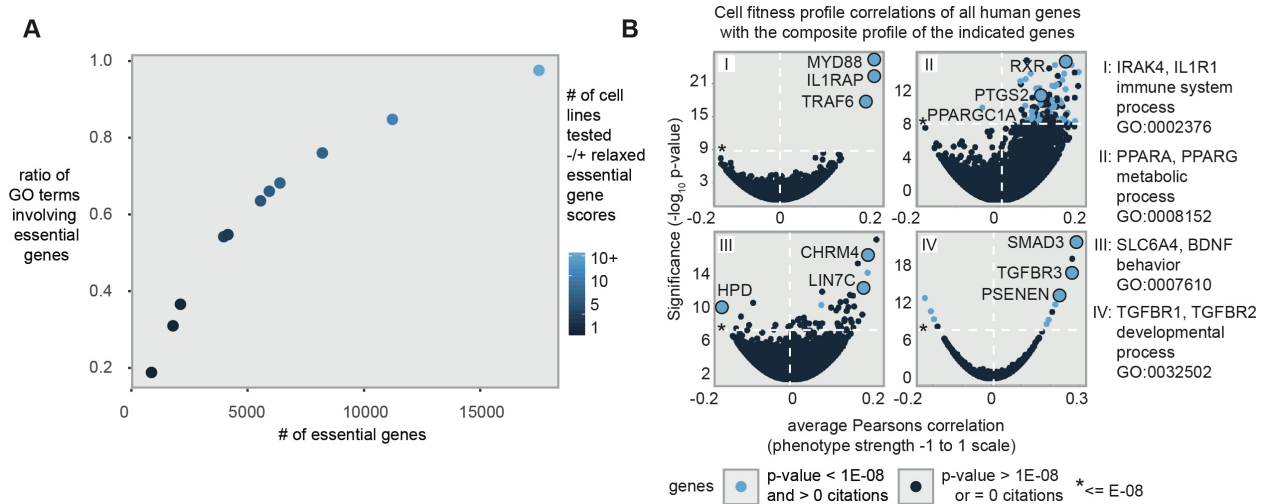 A
1.0
0.8
0.6
0.4
0.2
ratio of
GO terms
involving
essential
genes
0
5000
10000
15000
# of essential genes
# of cell
lines
tested
-/+ relaxed
essential
gene
scores
10+
10
5
1
B
Cell fitness profile correlations of all human genes
with the composite profile of the indicated genes
Significance (-log10 p-value)
I
MYD88
IL1RAP
TRAF6
21
15
9
3
*
-0.2
0
0.2
II
RXR
PTGS2
PPARGC1A
12
8
4
0
*
-0.2
0
0.2
III
CHRM4
LIN7C
HPD
14
10
6
2
*
-0.2
0
0.2
IV
SMAD3
TGFBR3
PSENEN
18
12
6
0
*
-0.2
0
0.3
average Pearsons correlation
(phenotype strength -1 to 1 scale)
I: IRAK4, IL1R1
immune system
process
GO:0002376
II: PPARA, PPARG
metabolic
process
GO:0008152
III: SLC6A4, BDNF
behavior
GO:0007610
IV: TGFBR1, TGFBR2
developmental
process
GO:0032502
genes
p-value < 1E-08
and > 0 citations
p-value > 1E-08
or = 0 citations
*<= E-08